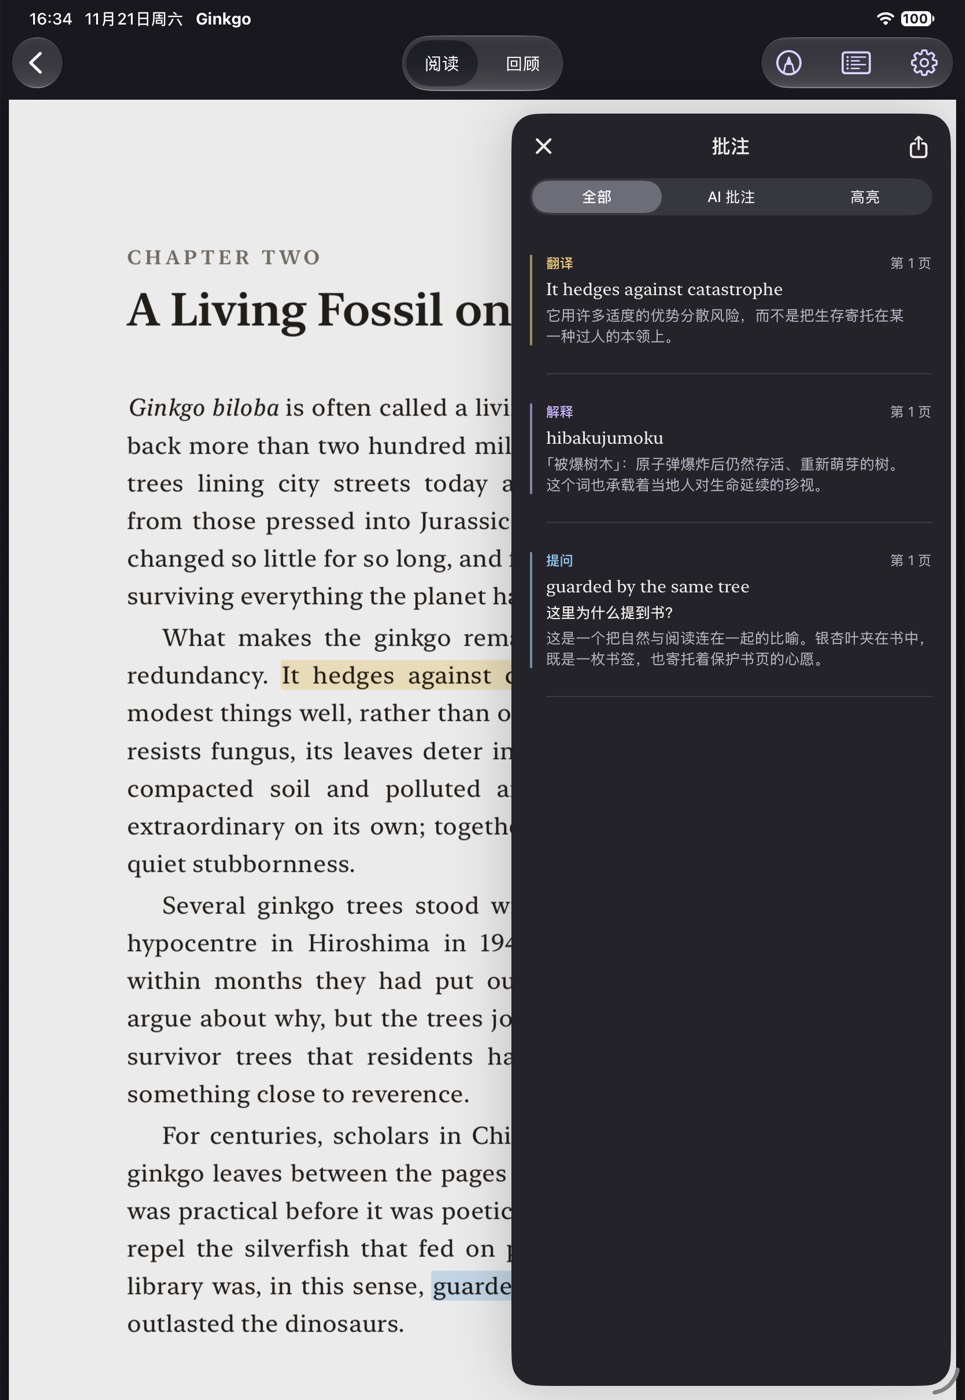 16:34 11月21日周六 Ginkgo
100
阅读 回顾
CHAPTER TWO
A Living Fossil on
Ginkgo biloba is often called a
back more than two hundred
trees lining city streets today
from those pressed into Jurassic
changed so little for so long, and
surviving everything the planet
What makes the ginkgo
redundancy. It hedges against
modest things well, rather than
resists fungus, its leaves deter
compacted soil and polluted
extraordinary on its own;
quiet stubbornness.
Several ginkgo trees stood
hypocentre in Hiroshima in
within months they had put
argue about why, but the trees
survivor trees that residents
something close to reverence.
For centuries, scholars in
ginkgo leaves between the pages
was practical before it was poetic
repel the silverfish that fed on
library was, in this sense,
outlasted the dinosaurs.
批注
全部 AI 批注 高亮
翻译 第 1 页
It hedges against catastrophe
它用许多适度的优势分散风险，而不是把生存寄托在某
一种过人的本领上。
解释 第 1 页
hibakujumoku
「被爆树木」：原子弹爆炸后仍然存活、重新萌芽的树。
这个词也承载着当地人对生命延续的珍视。
提问 第 1 页
guarded by the same tree
这里为什么提到书？
这是一个把自然与阅读连在一起的比喻。银杏叶夹在书中，
既是一枚书签，也寄托着保护书页的心愿。